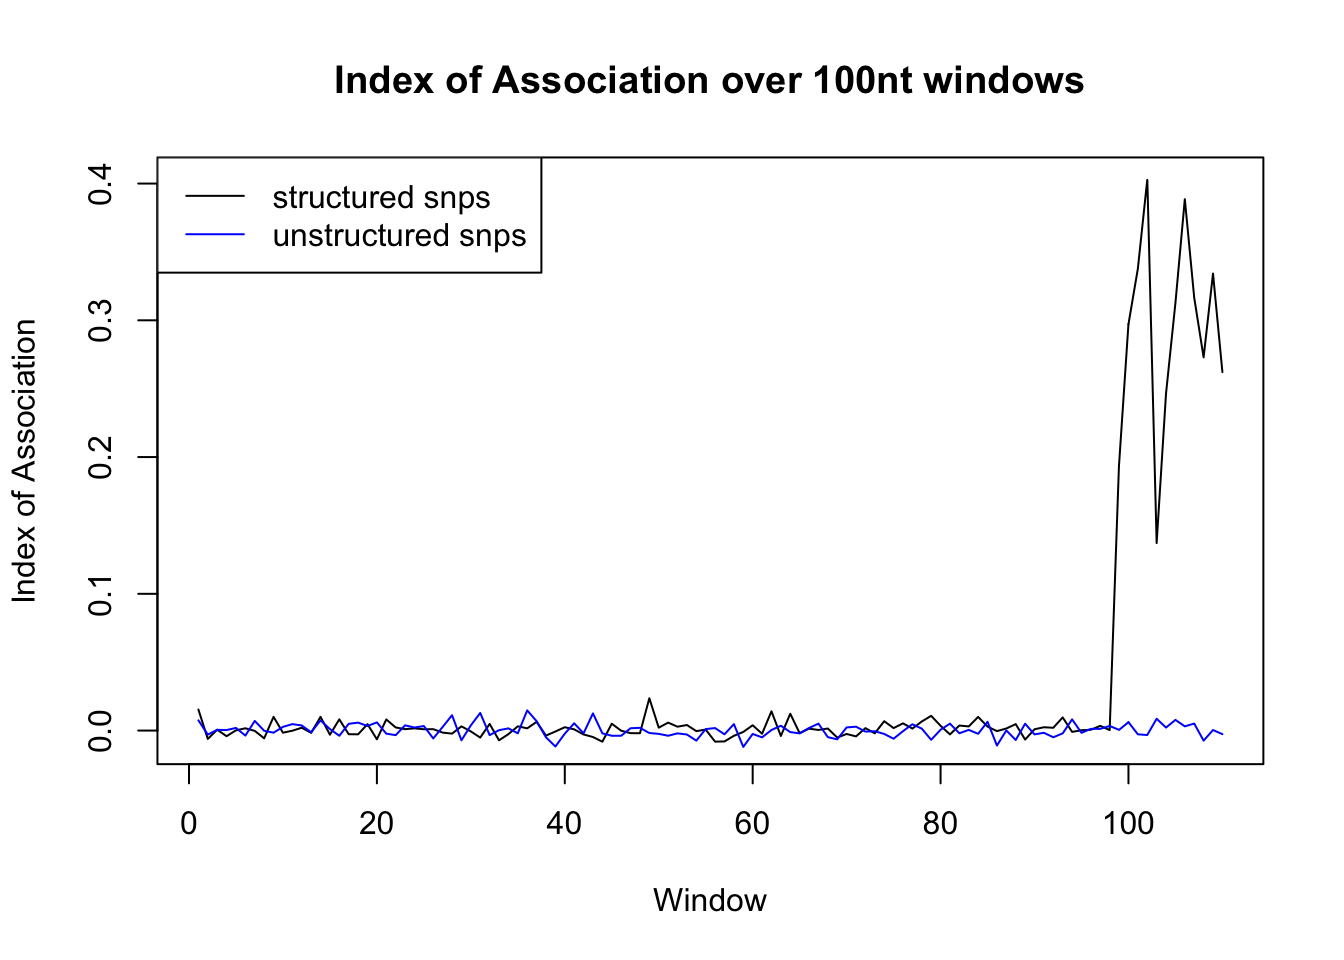 Index of Association over 100nt windows
structured snps
unstructured snps
Index of Association
0.4
0.3
0.2
0.1
0.0
0 20 40 60 80 100
Window